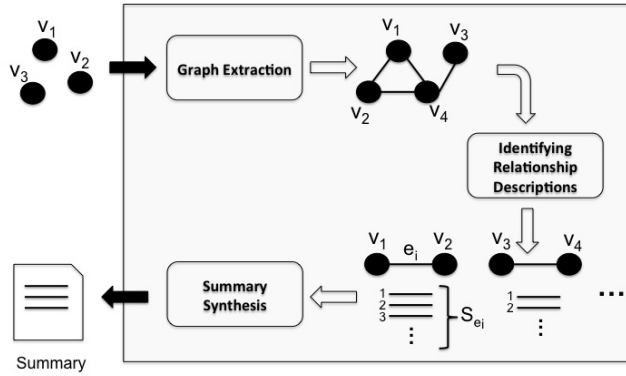 v1
v2
v3
Graph Extraction
v1
v3
v2
v4
Identifying
Relationship
Descriptions
v1
ei
v2
v3
v4
1
2
3
⋮
Sei
1
2
⋮
...
Summary
Synthesis
Summary